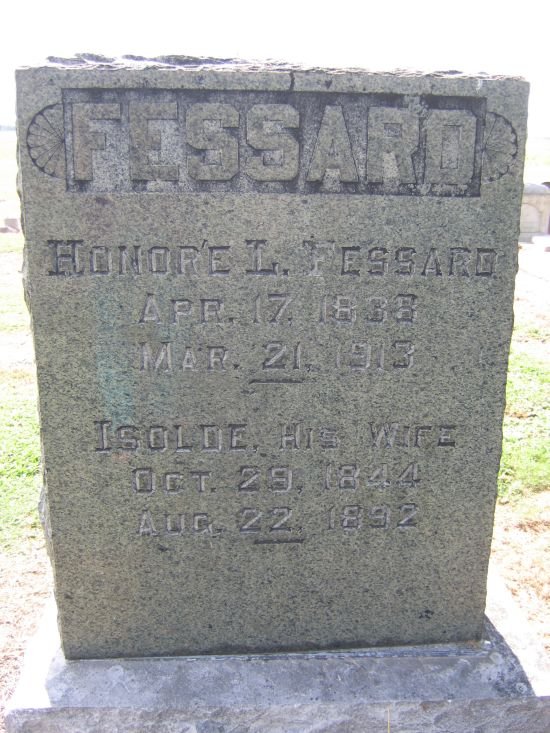 FESSARD
HONORE L. FESSARD
APR. 17, 1838
MAR. 21, 1913
ISOLDE, HIS WIFE
OCT. 29, 1844
AUG. 22, 1892